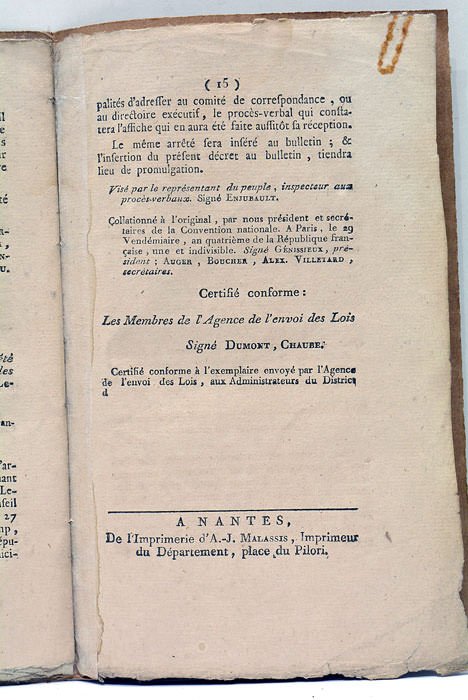 ( 15 )
palités d'adreſſer au comité de correſpondance , ou
au directoire exécutif, le procès-verbal qui conſta-
tera l'affiche qui en aura été faite auſſitôt ſa réception.
Le même arrêté ſera inſéré au bulletin ; &
l'inſertion du préſent décret au bulletin , tiendra
lieu de promulgation.
Visé par le représentant du peuple , inspecteur aux
procès-verbaux. Signé ENJUBAULT.
Collationné à l'original , par nous président et secré-
taires de la Convention nationale. A Paris, le 29
Vendémiaire , an quatrième de la République fran-
çaise , une et indivisible. Signé GÉNISSIEUX, pré-
sident ; AUGER , BOUCHER , ALEX. VILLETARD ,
secrétaires.
Certifié conforme :
Les Membres de l'Agence de l'envoi des Lois
Signé DUMONT, CHAUBE.
Certifié conforme à l'exemplaire envoyé par l'Agence
de l'envoi des Lois , aux Administrateurs du District
d
A NANTES,
De l'Imprimerie d'A.-J. MALASSIS , Imprimeur
du Département , place du Pilori.